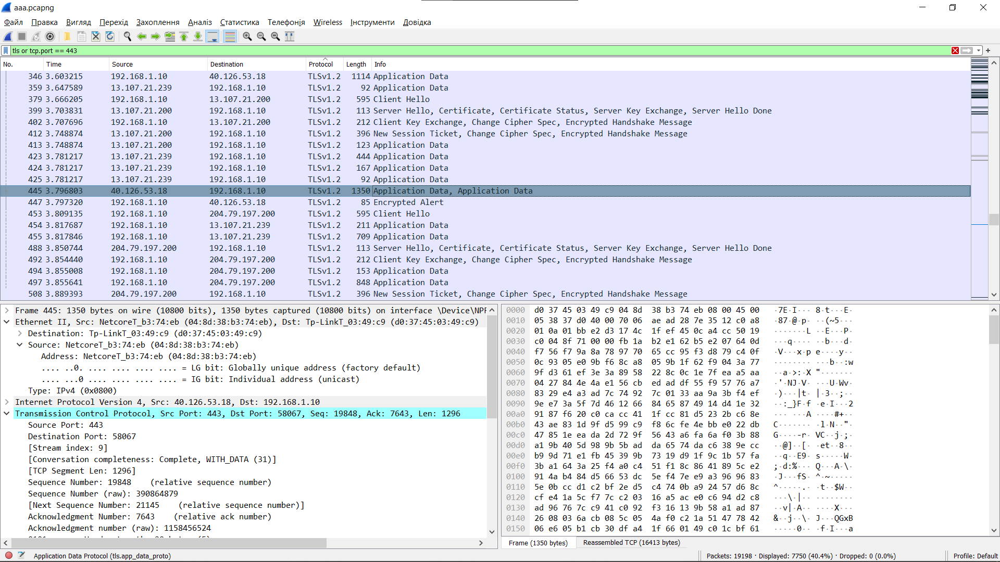 aaa.pcapng
Файл Правка Вигляд Перехід Захоплення Аналіз Статистика Телефонія Wireless Інструменти Довідка
tls or tcp.port == 443
No. Time Source Destination Protocol Length Info
346 3.603215 192.168.1.10 40.126.53.18 TLSv1.2 1114 Application Data
359 3.647589 13.107.21.239 192.168.1.10 TLSv1.2 92 Application Data
379 3.666205 192.168.1.10 13.107.21.200 TLSv1.2 595 Client Hello
399 3.703831 13.107.21.200 192.168.1.10 TLSv1.2 113 Server Hello, Certificate, Certificate Status, Server Key Exchange, Server Hello Done
402 3.707696 192.168.1.10 13.107.21.200 TLSv1.2 212 Client Key Exchange, Change Cipher Spec, Encrypted Handshake Message
412 3.748874 13.107.21.200 192.168.1.10 TLSv1.2 396 New Session Ticket, Change Cipher Spec, Encrypted Handshake Message
413 3.748874 13.107.21.200 192.168.1.10 TLSv1.2 123 Application Data
423 3.781217 13.107.21.239 192.168.1.10 TLSv1.2 444 Application Data
424 3.781217 13.107.21.239 192.168.1.10 TLSv1.2 167 Application Data
425 3.781217 13.107.21.239 192.168.1.10 TLSv1.2 92 Application Data
445 3.796803 40.126.53.18 192.168.1.10 TLSv1.2 1350 Application Data, Application Data
447 3.797320 192.168.1.10 40.126.53.18 TLSv1.2 85 Encrypted Alert
453 3.809135 192.168.1.10 204.79.197.200 TLSv1.2 595 Client Hello
454 3.817687 192.168.1.10 13.107.21.239 TLSv1.2 211 Application Data
455 3.817846 192.168.1.10 13.107.21.239 TLSv1.2 709 Application Data
488 3.850744 204.79.197.200 192.168.1.10 TLSv1.2 113 Server Hello, Certificate, Certificate Status, Server Key Exchange, Server Hello Done
492 3.854440 192.168.1.10 204.79.197.200 TLSv1.2 212 Client Key Exchange, Change Cipher Spec, Encrypted Handshake Message
494 3.855008 192.168.1.10 204.79.197.200 TLSv1.2 153 Application Data
497 3.855641 192.168.1.10 204.79.197.200 TLSv1.2 848 Application Data
508 3.889393 204.79.197.200 192.168.1.10 TLSv1.2 396 New Session Ticket, Change Cipher Spec, Encrypted Handshake Message
Frame 445: 1350 bytes on wire (10800 bits), 1350 bytes captured (10800 bits) on interface \Device\NPF
Ethernet II, Src: NetcoreT_b3:74:eb (04:8d:38:b3:74:eb), Dst: Tp-LinkT_03:49:c9 (d0:37:45:03:49:c9)
Destination: Tp-LinkT_03:49:c9 (d0:37:45:03:49:c9)
Source: NetcoreT_b3:74:eb (04:8d:38:b3:74:eb)
Address: NetcoreT_b3:74:eb (04:8d:38:b3:74:eb)
.... ..0. .... .... .... .... = LG bit: Globally unique address (factory default)
.... ...0 .... .... .... .... = IG bit: Individual address (unicast)
Type: IPv4 (0x0800)
Internet Protocol Version 4, Src: 40.126.53.18, Dst: 192.168.1.10
Transmission Control Protocol, Src Port: 443, Dst Port: 58067, Seq: 19848, Ack: 7643, Len: 1296
Source Port: 443
Destination Port: 58067
[Stream index: 9]
[Conversation completeness: Complete, WITH_DATA (31)]
[TCP Segment Len: 1296]
Sequence Number: 19848 (relative sequence number)
Sequence Number (raw): 390864879
[Next Sequence Number: 21145 (relative sequence number)]
Acknowledgment Number: 7643 (relative ack number)
Acknowledgment number (raw): 1158456524
0000 d0 37 45 03 49 c9 04 8d 38 b3 74 eb 08 00 45 00 ·7E·I··· 8·t···E·
0010 05 38 37 d0 40 00 70 06 ae ad 28 7e 35 12 c0 a8 ·87·@·p· ··(~5···
0020 01 0a 01 bb e2 d3 17 4c 1f ef 45 0c a4 cc 50 19 ·······L ··E···P·
0030 c0 04 8f 71 00 00 fb 1a b2 e1 62 b5 e2 07 64 0d ···q···· ··b···d·
0040 f7 56 f7 9a 8a 78 97 70 65 cc 95 f3 d8 79 c4 0f ·V···x·p e····y··
0050 0c 93 05 e0 9b f6 8c a8 05 9b 1f 62 f9 04 3a 77 ········ ···b··:w
0060 9f d3 61 ef 3e 3a 89 58 22 8c 0c 1e 7f ea a5 aa ··a·>:·X "·······
0070 04 27 84 4e 4a e1 56 cb ed ad df 55 f9 57 76 a7 ·'·NJ·V· ···U·Wv·
0080 83 29 e4 a3 ad 7c 74 92 7c 01 33 aa 9a 3b f4 ef ·)···|t· |·3··;··
0090 9e e7 3a 5f 7d 46 12 66 84 65 87 49 14 d4 1e 32 ··:_}F·f ·e·I···2
00a0 91 87 f6 20 c0 ca cc 41 1f cc 81 d5 23 2b c6 8e ··· ···A ····#+··
00b0 43 ae 83 1d 9f d5 99 c9 f8 6c fe 4e bb e0 22 db C······· ·l·N··"·
00c0 47 85 1e ea da 2d 72 9f 56 43 a6 fa 6a f0 3b 88 G····-r· VC··j·;·
00d0 a1 9b 40 5d 98 9b 5b ad da 65 74 da c6 38 9e cc ··@]··[· ·et··8··
00e0 b9 9d 71 e1 fb 45 39 9b 73 19 d9 1f 9c 1b 57 fa ··q··E9· s·····W·
00f0 3b a1 64 3a 25 f4 a0 c4 51 f1 8c 86 41 89 5c e2 ;·d:%··· Q···A·\·
0100 91 4a b4 84 d5 66 53 dc 5e f4 7e e9 a3 96 96 83 ·J···fS· ^·~·····
0110 5e 0b cc d1 c2 bf 2e d5 c4 74 0b a9 24 57 d6 8c ^·····.· ·t··$W··
0120 cf e4 1a 5c f7 7c c2 03 16 a5 ac e0 c6 94 d2 c8 ···\·|·· ········
0130 ad 96 76 7c c9 41 c0 92 f3 16 13 9b 58 a1 ad 87 ··v|·A·· ····X···
0140 26 08 03 6a cb 08 5c 05 4a f0 c2 1a 51 47 78 42 &··j··\· J···QGxB
0150 06 e6 05 b1 cb 30 df a4 1f 66 01 49 c0 1c bf 61 ·····0·· ·f·I···a
Frame (1350 bytes) Reassembled TCP (16413 bytes)
Application Data Protocol (tls.app_data_proto) Packets: 19198 · Displayed: 7750 (40.4%) · Dropped: 0 (0.0%) Profile: Default